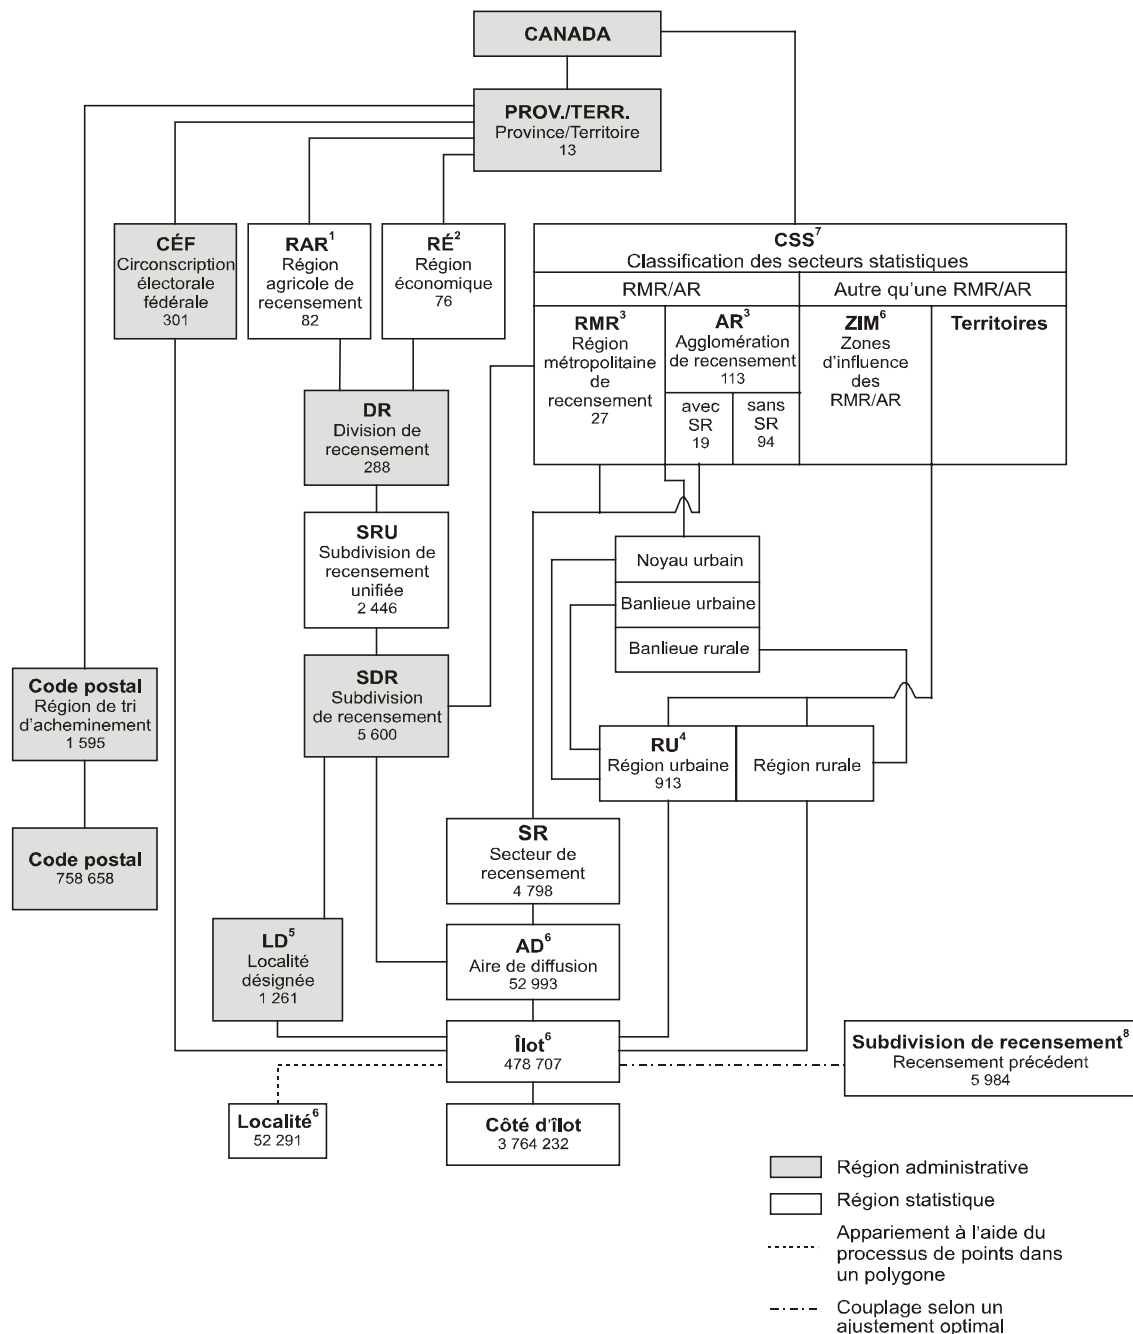 CANADA
PROV./TERR.
Province/Territoire
13
CÉF
Circonscription
électorale
fédérale
301
RAR¹
Région
agricole de
recensement
82
RÉ²
Région
économique
76
CSS⁷
Classification des secteurs statistiques
RMR/AR
Autre qu'une RMR/AR
RMR³
Région
métropolitaine
de
recensement
27
AR³
Agglomération
de recensement
113
avec
SR
19
sans
SR
94
ZIM⁶
Zones
d'influence
des
RMR/AR
Territoires
DR
Division de
recensement
288
SRU
Subdivision de
recensement
unifiée
2 446
Noyau urbain
Banlieue urbaine
Banlieue rurale
Code postal
Région de tri
d'acheminement
1 595
SDR
Subdivision
de recensement
5 600
RU⁴
Région urbaine
913
Région rurale
Code postal
758 658
SR
Secteur de
recensement
4 798
LD⁵
Localité
désignée
1 261
AD⁶
Aire de diffusion
52 993
Îlot⁶
478 707
Subdivision de recensement⁸
Recensement précédent
5 984
Localité⁶
52 291
Côté d'îlot
3 764 232
Région administrative
Région statistique
Appariement à l'aide du
processus de points dans
un polygone
Couplage selon un
ajustement optimal